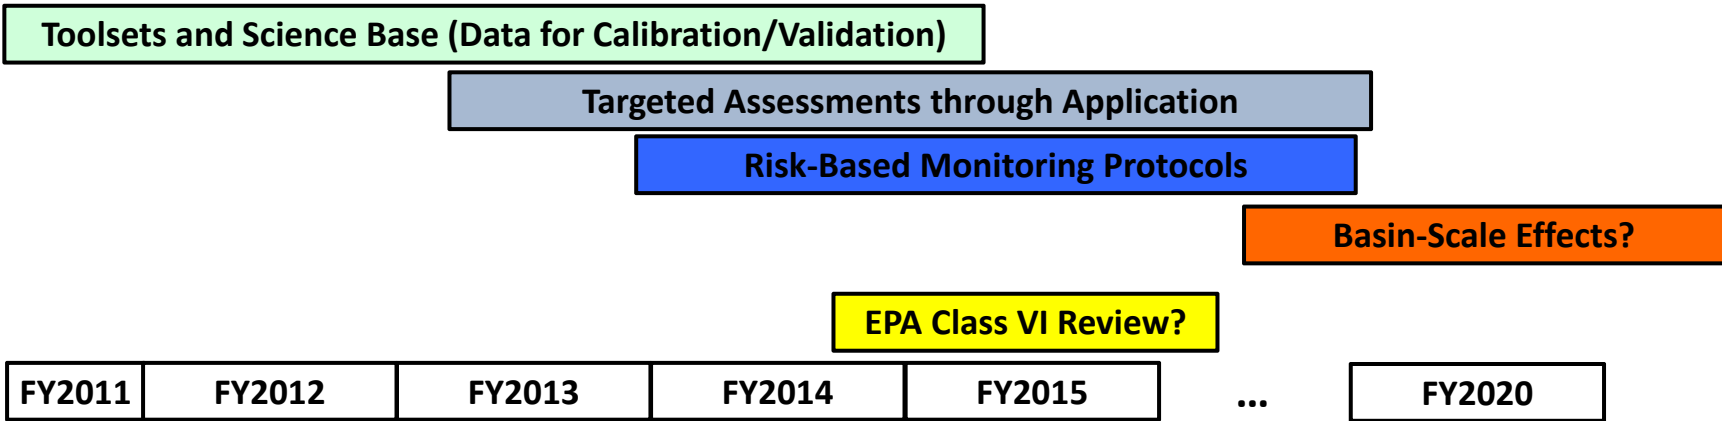 Toolsets and Science Base (Data for Calibration/Validation)
Targeted Assessments through Application
Risk-Based Monitoring Protocols
Basin-Scale Effects?
EPA Class VI Review?
FY2011 FY2012 FY2013 FY2014 FY2015 ... FY2020